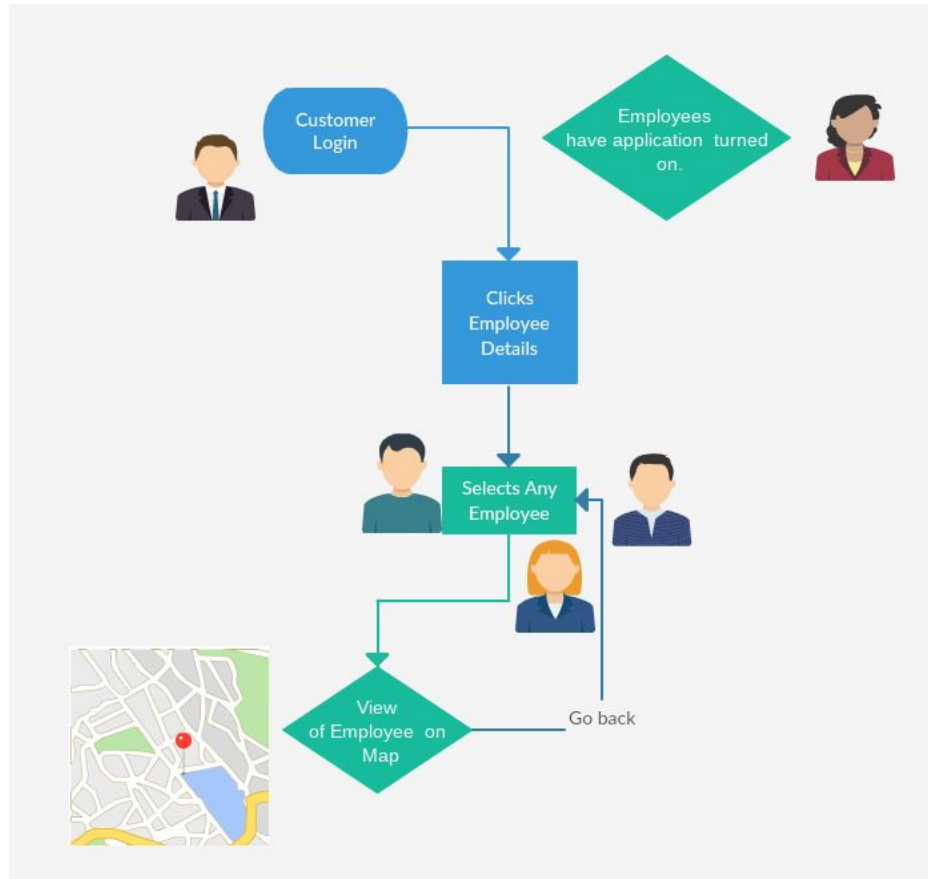 Customer
Login
Employees
have application turned
on.
Clicks
Employee
Details
Selects Any
Employee
View
of Employee on
Map
Go back